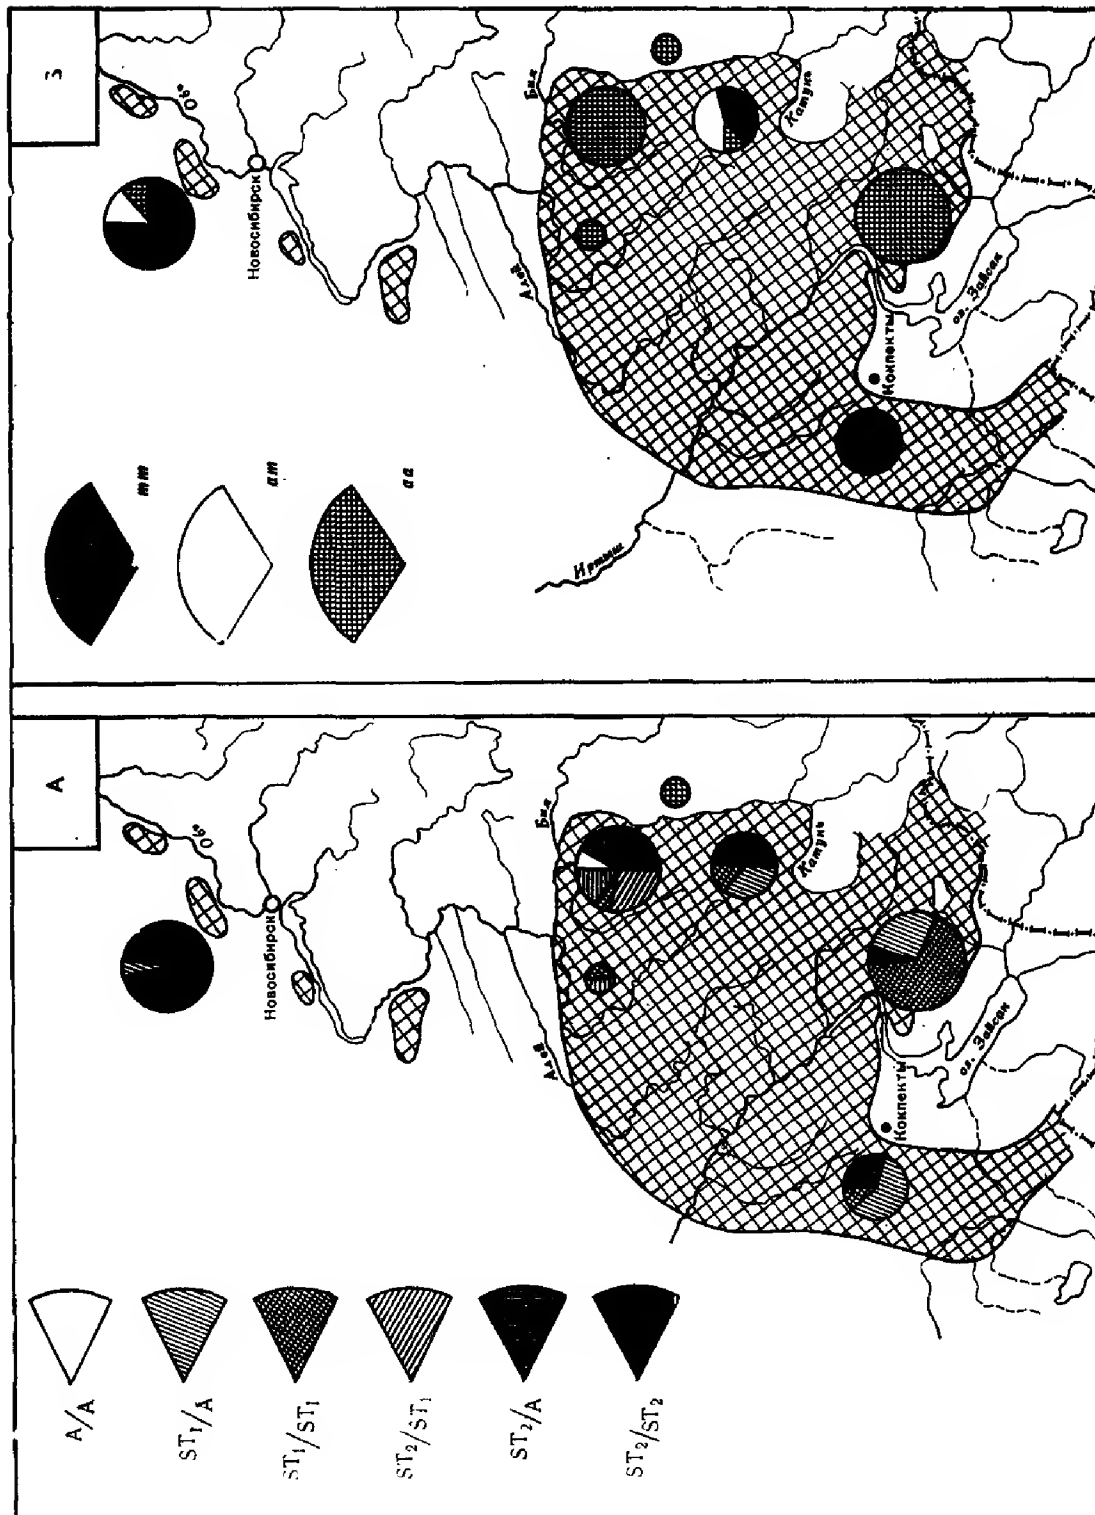 А
A/A
ST₁/A
ST₁/ST₁
ST₂/ST₁
ST₂/A
ST₂/ST₂
Обь
Новосибирск
Бия
Алей
Катунь
Кокпекты
оз. Зайсан
mm
am
aa
Обь
Новосибирск
Бия
Алей
Катунь
Иртыш
Кокпекты
оз. Зайсан